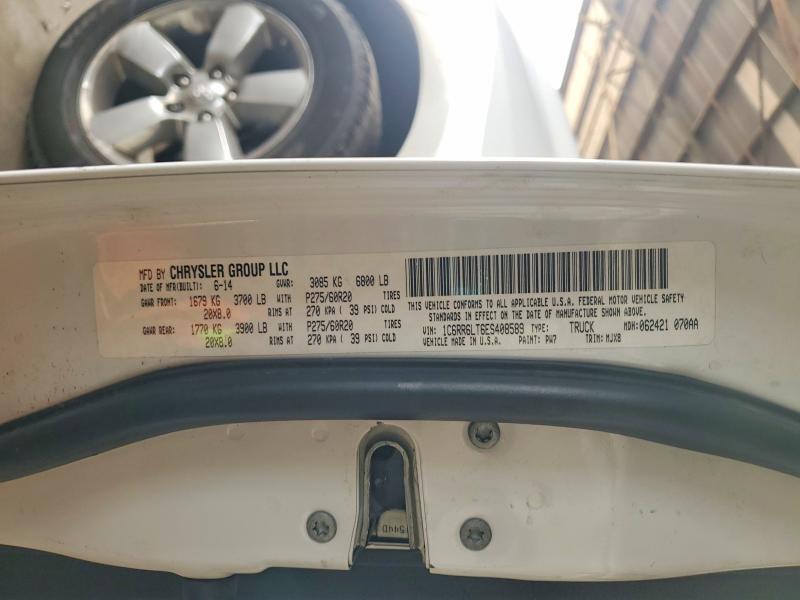 MFD BY CHRYSLER GROUP LLC
DATE OF MFR(BUILT): 6-14 GVWR: 3085 KG 6800 LB
GAWR FRONT: 1679 KG 3700 LB WITH P275/60R20 TIRES
20X8.0 RIMS AT 270 KPA ( 39 PSI) COLD
GAWR REAR: 1770 KG 3900 LB WITH P275/60R20 TIRES
20X8.0 RIMS AT 270 KPA ( 39 PSI) COLD
THIS VEHICLE CONFORMS TO ALL APPLICABLE U.S.A. FEDERAL MOTOR VEHICLE SAFETY
STANDARDS IN EFFECT ON THE DATE OF MANUFACTURE SHOWN ABOVE.
VIN: 1C6RR6LT6ES408589 TYPE: TRUCK MDH: 062421 070AA
VEHICLE MADE IN U.S.A. PAINT: PW7 TRIM: MJX8